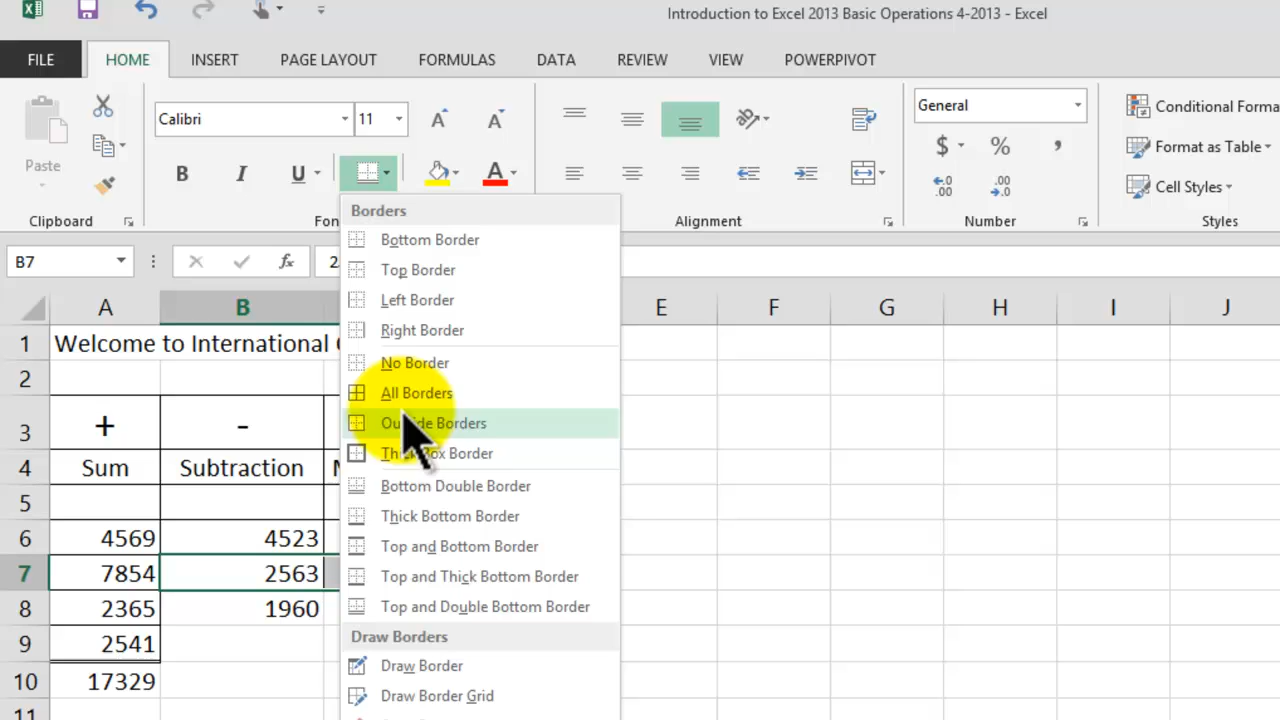 Introduction to Excel 2013 Basic Operations 4-2013 - Excel
FILE HOME INSERT PAGE LAYOUT FORMULAS DATA REVIEW VIEW POWERPIVOT
Calibri 11 General Conditional
Paste B I U A $ % , Format as Table
.00 .00 Cell Styles
Clipboard Alignment Number Styles
Borders
B7 fx
Bottom Border
Top Border
Left Border
Right Border
No Border
All Borders
Outside Borders
Thick Box Border
Bottom Double Border
Thick Bottom Border
Top and Bottom Border
Top and Thick Bottom Border
Top and Double Bottom Border
Draw Borders
Draw Border
Draw Border Grid
A B E F G H I J
1 Welcome to International
2
3 + -
4 Sum Subtraction
5
6 4569 4523
7 7854 2563
8 2365 1960
9 2541
10 17329
11